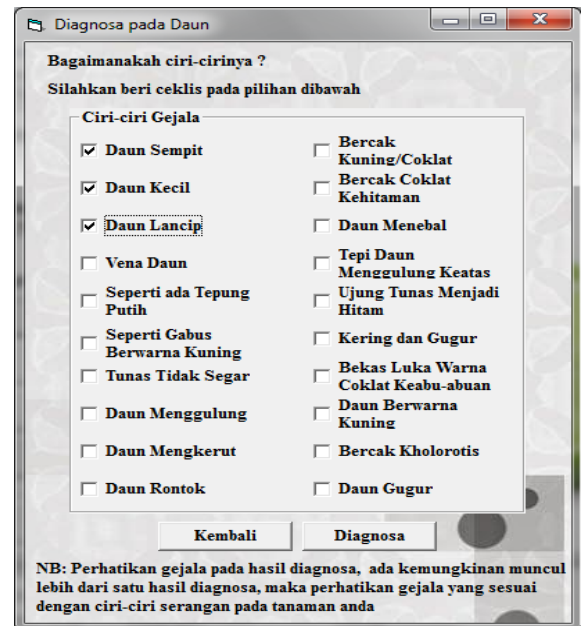 Diagnosa pada Daun
Bagaimanakah ciri-cirinya ?
Silahkan beri ceklis pada pilihan dibawah
Ciri-ciri Gejala
Daun Sempit
Daun Kecil
Daun Lancip
Vena Daun
Seperti ada Tepung
Putih
Seperti Gabus
Berwarna Kuning
Tunas Tidak Segar
Daun Menggulung
Daun Mengkerut
Daun Rontok
Bercak
Kuning/Coklat
Bercak Coklat
Kehitaman
Daun Menebal
Tepi Daun
Menggulung Keatas
Ujung Tunas Menjadi
Hitam
Kering dan Gugur
Bekas Luka Warna
Coklat Keabu-abuan
Daun Berwarna
Kuning
Bercak Kholorotis
Daun Gugur
Kembali
Diagnosa
NB: Perhatikan gejala pada hasil diagnosa, ada kemungkinan muncul
lebih dari satu hasil diagnosa, maka perhatikan gejala yang sesuai
dengan ciri-ciri serangan pada tanaman anda